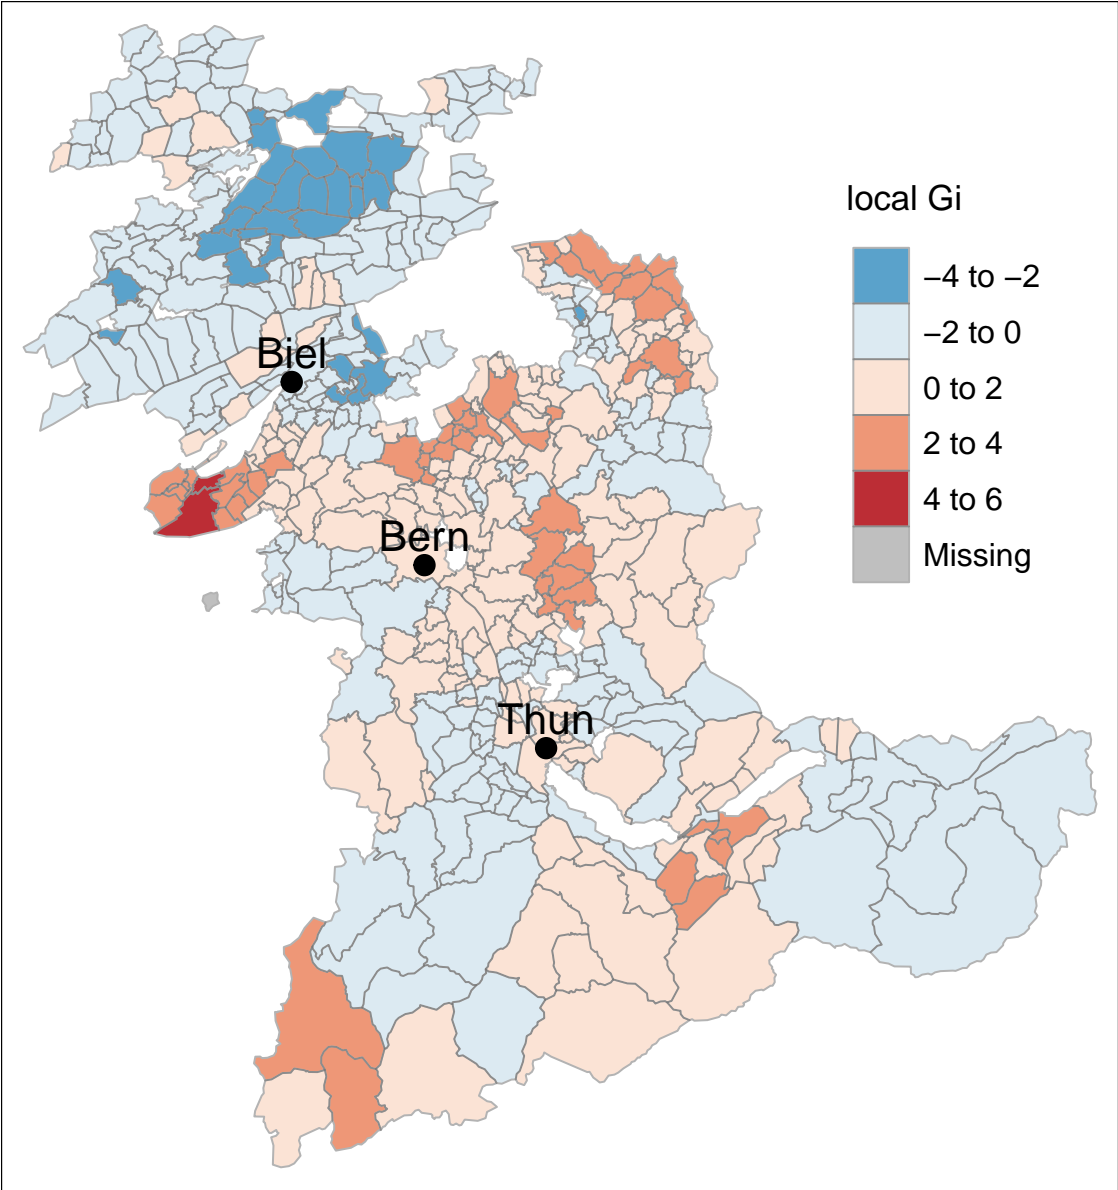 local Gi
−4 to −2
−2 to 0
0 to 2
2 to 4
4 to 6
Missing
Biel
Bern
Thun